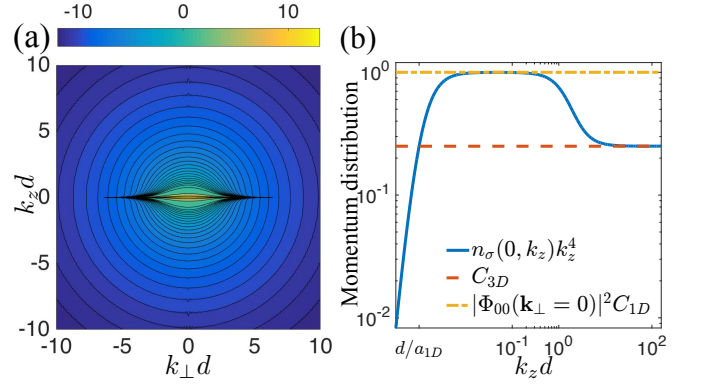 (a)
-10 0 10
10
5
0
-5
-10
k_z d
-10 -5 0 5 10
k_⊥ d
(b)
10^0
10^-1
10^-2
Momentum distribution
n_σ(0, k_z)k_z^4
C_3D
|Φ_00(k_⊥ = 0)|^2 C_1D
d/a_1D 10^-1 10^0 10^2
k_z d